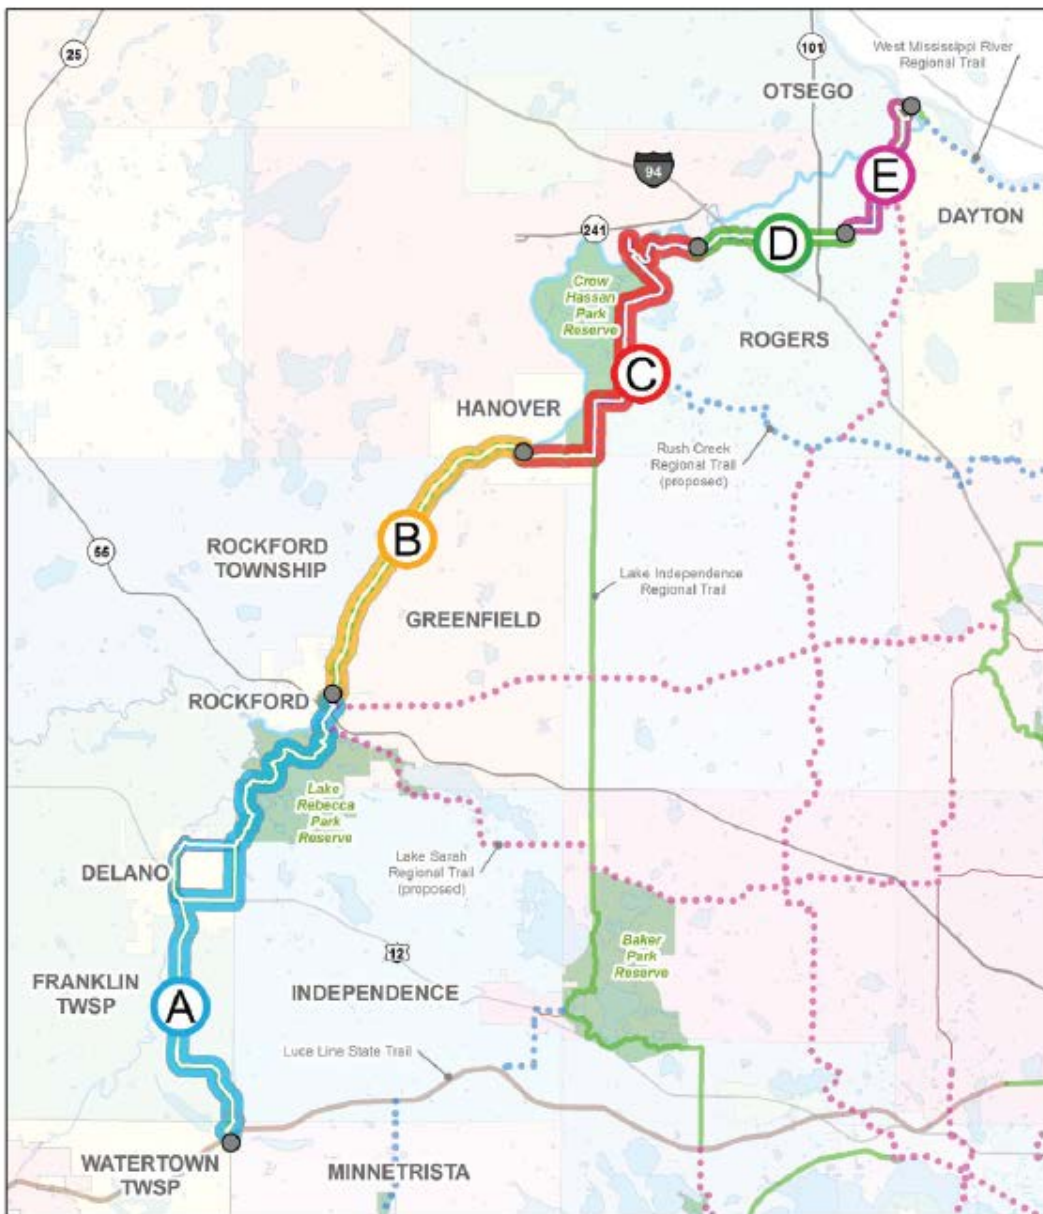 25
101
West Mississippi River
Regional Trail
OTSEGO
94
E
DAYTON
241
D
Crow
Hassan
Park
Reserve
ROGERS
C
HANOVER
Rush Creek
Regional Trail
(proposed)
B
55
ROCKFORD
TOWNSHIP
Lake Independence
Regional Trail
GREENFIELD
ROCKFORD
Lake
Rebecca
Park
Reserve
DELANO
Lake Sarah
Regional Trail
(proposed)
12
Baker
Park
Reserve
FRANKLIN
TWSP
INDEPENDENCE
A
Luce Line State Trail
WATERTOWN
TWSP
MINNETRISTA